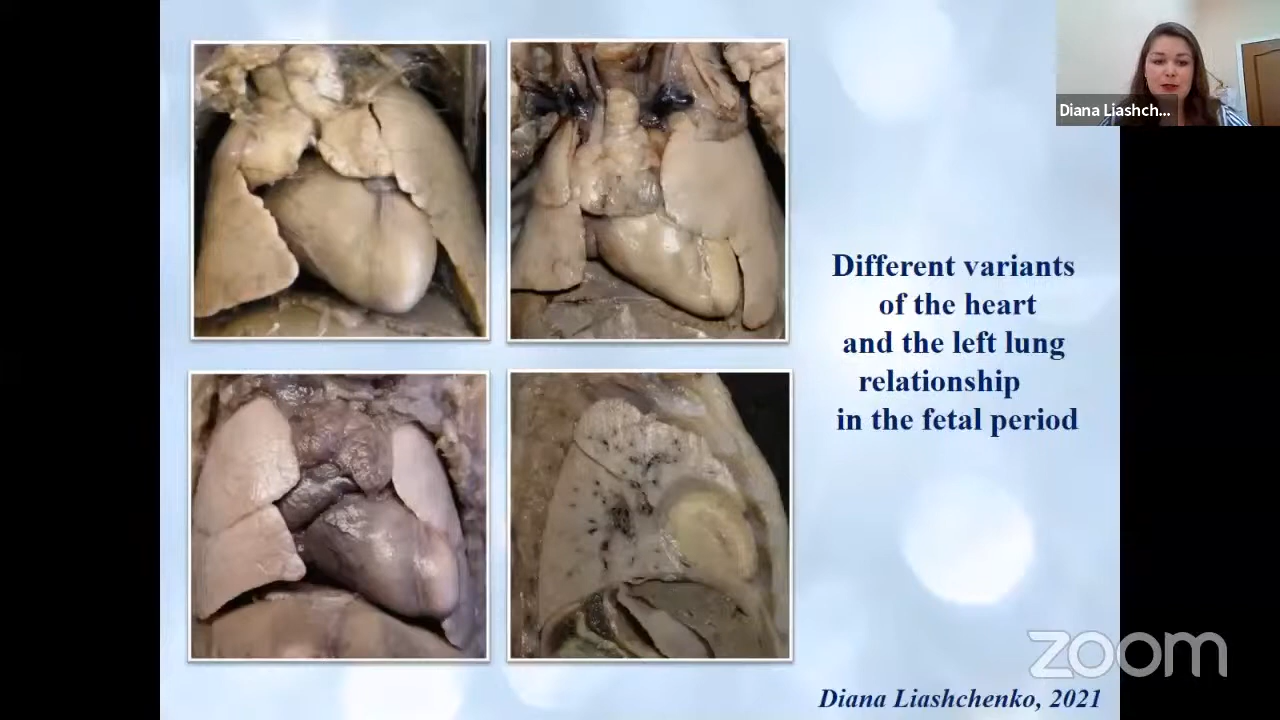 Diana Liashch...
Different variants
of the heart
and the left lung
relationship
in the fetal period
zoom
Diana Liashchenko, 2021